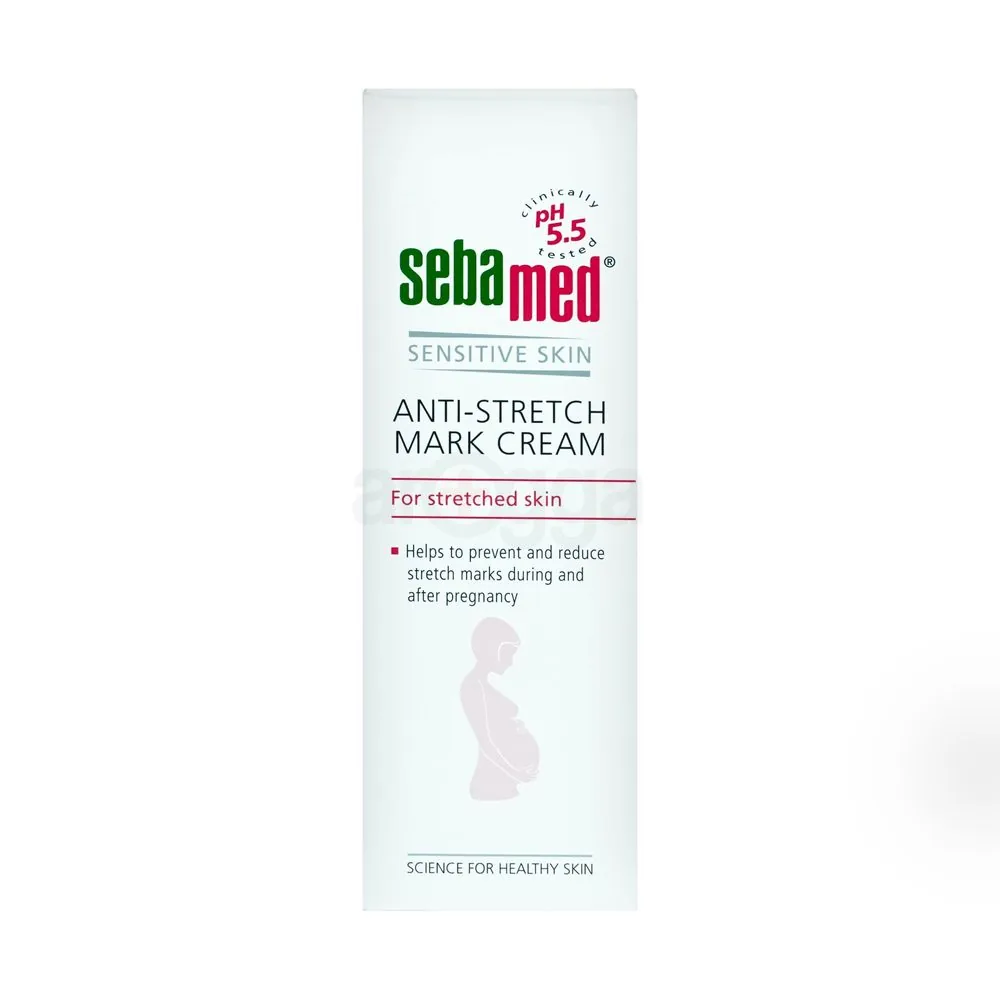 clinically
pH
5.5
tested
sebamed®
SENSITIVE SKIN
ANTI-STRETCH
MARK CREAM
arogga
For stretched skin
▪ Helps to prevent and reduce
stretch marks during and
after pregnancy
SCIENCE FOR HEALTHY SKIN